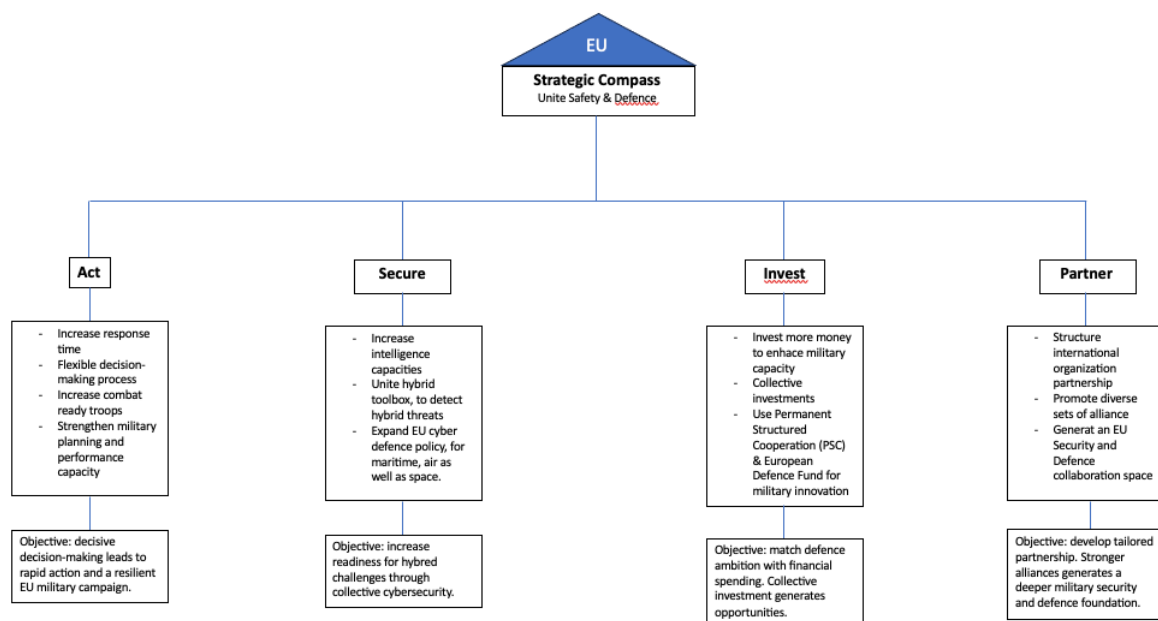 EU
Strategic Compass
Unite Safety & Defence
Act
- Increase response
time
- Flexible decision-
making process
- Increase combat
ready troops
- Strengthen military
planning and
performance
capacity
Objective: decisive
decision-making leads to
rapid action and a resilient
EU military campaign.
Secure
- Increase
intelligence
capacities
- Unite hybrid
toolbox, to detect
hybrid threats
- Expand EU cyber
defence policy, for
maritime, air as
well as space.
Objective: increase
readiness for hybred
challenges through
collective cybersecurity.
Invest
- Invest more money
to enhace military
capacity
- Collective
investments
- Use Permanent
Structured
Cooperation (PSC)
& European
Defence Fund for
military innovation
Objective: match defence
ambition with financial
spending. Collective
investment generates
opportunities.
Partner
- Structure
international
organization
partnership
- Promote diverse
sets of alliance
- Generat an EU
Security and
Defence
collaboration space
Objective: develop tailored
partnership. Stronger
alliances generates a
deeper military security
and defence foundation.